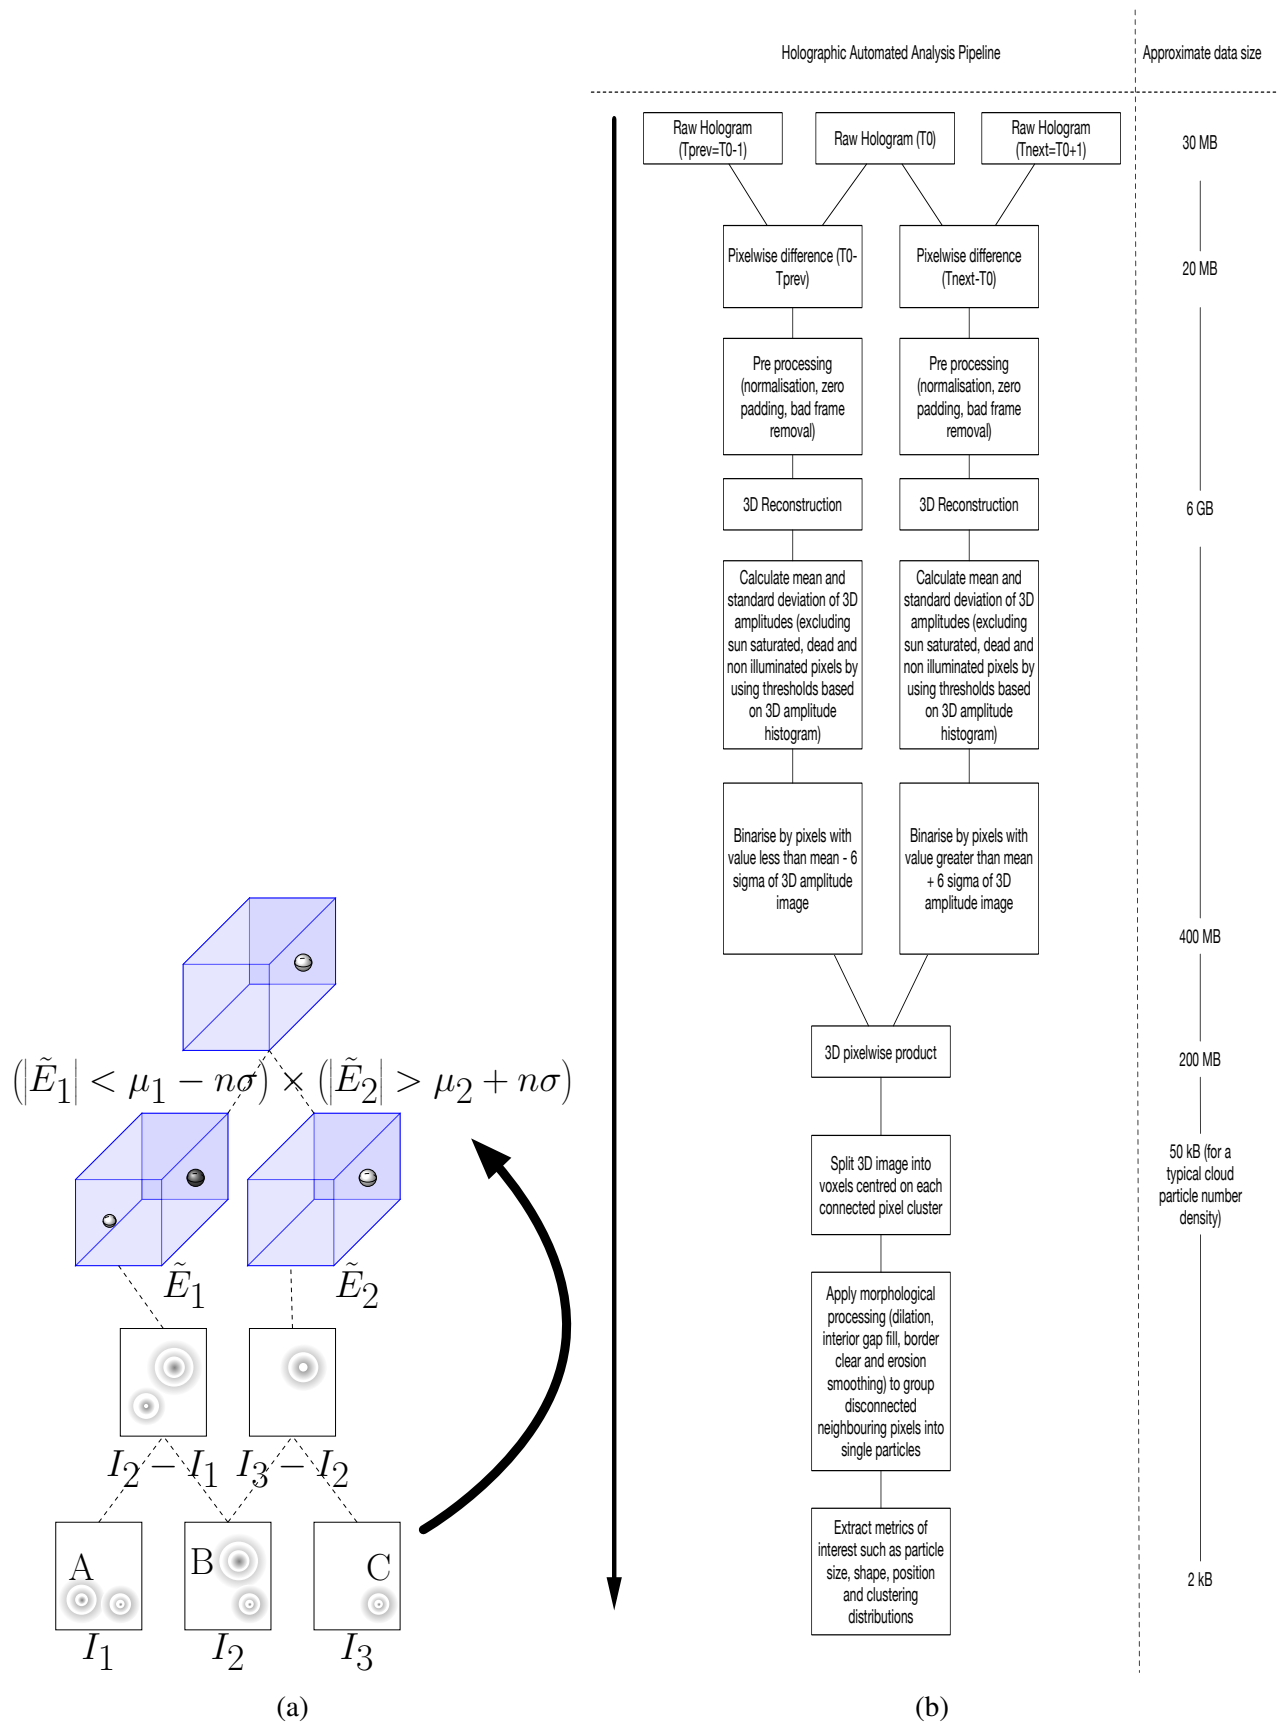 Holographic Automated Analysis Pipeline
Approximate data size
Raw Hologram
(Tprev=T0-1)
Raw Hologram (T0)
Raw Hologram
(Tnext=T0+1)
30 MB
Pixelwise difference (T0-
Tprev)
Pixelwise difference
(Tnext-T0)
20 MB
Pre processing
(normalisation, zero
padding, bad frame
removal)
Pre processing
(normalisation, zero
padding, bad frame
removal)
3D Reconstruction
3D Reconstruction
6 GB
Calculate mean and
standard deviation of 3D
amplitudes (excluding
sun saturated, dead and
non illuminated pixels by
using thresholds based
on 3D amplitude
histogram)
Calculate mean and
standard deviation of 3D
amplitudes (excluding
sun saturated, dead and
non illuminated pixels by
using thresholds based
on 3D amplitude
histogram)
Binarise by pixels with
value less than mean - 6
sigma of 3D amplitude
image
Binarise by pixels with
value greater than mean
+ 6 sigma of 3D
amplitude image
400 MB
3D pixelwise product
200 MB
Split 3D image into
voxels centred on each
connected pixel cluster
50 kB (for a
typical cloud
particle number
density)
Apply morphological
processing (dilation,
interior gap fill, border
clear and erosion
smoothing) to group
disconnected
neighbouring pixels into
single particles
Extract metrics of
interest such as particle
size, shape, position
and clustering
distributions
2 kB
(|Ẽ₁| < μ₁ − nσ) × (|Ẽ₂| > μ₂ + nσ)
Ẽ₁
Ẽ₂
I₂ − I₁
I₃ − I₂
A
B
C
I₁
I₂
I₃
(a)
(b)